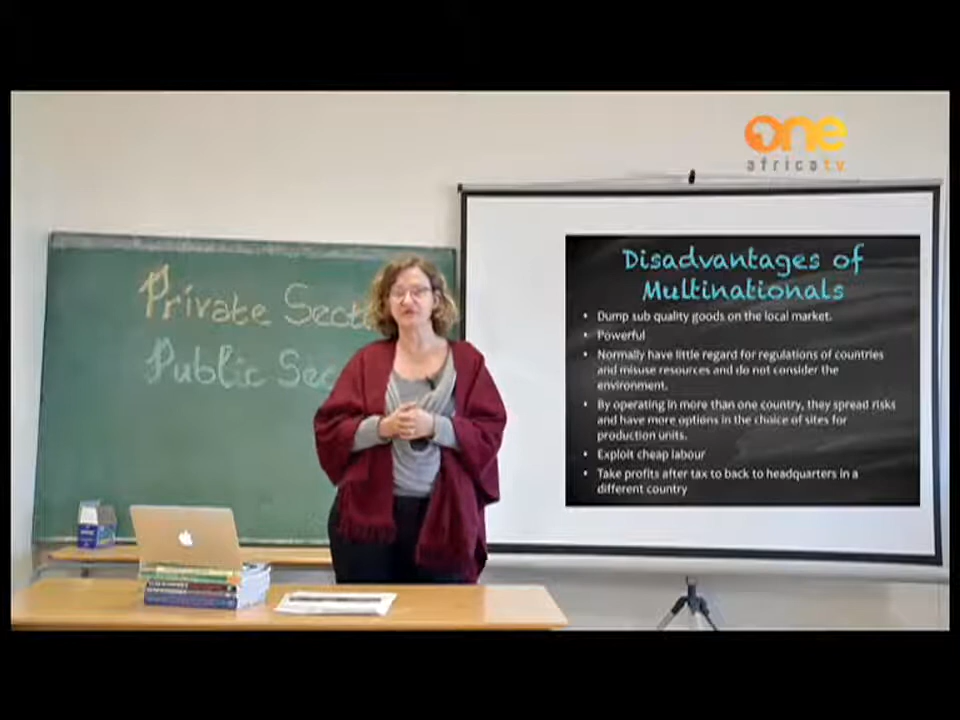 one
africa tv
Private Sect
Public Sec
Disadvantages of
Multinationals
• Dump sub quality goods on the local market.
• Powerful
• Normally have little regard for regulations of countries
and misuse resources and do not consider the
environment.
• By operating in more than one country, they spread risks
and have more options in the choice of sites for
production units.
• Exploit cheap labour
• Take profits after tax to back to headquarters in a
different country